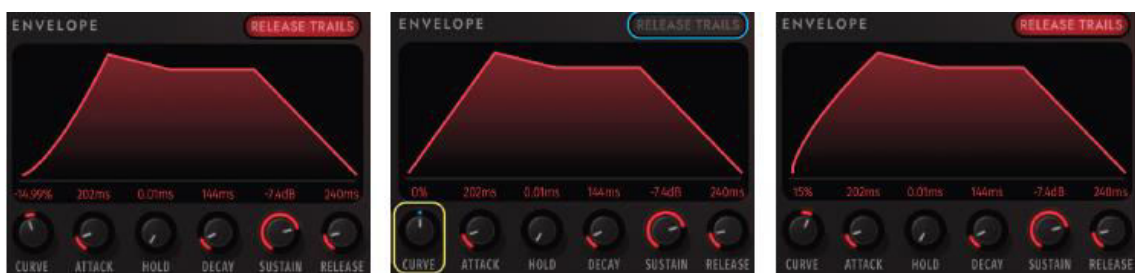 ENVELOPE RELEASE TRAILS
-14.99% 202ms 0.01ms 144ms -7.4dB 240ms
CURVE ATTACK HOLD DECAY SUSTAIN RELEASE
ENVELOPE RELEASE TRAILS
0% 202ms 0.01ms 144ms -7.4dB 240ms
CURVE ATTACK HOLD DECAY SUSTAIN RELEASE
ENVELOPE RELEASE TRAILS
15% 202ms 0.01ms 144ms -7.4dB 240ms
CURVE ATTACK HOLD DECAY SUSTAIN RELEASE